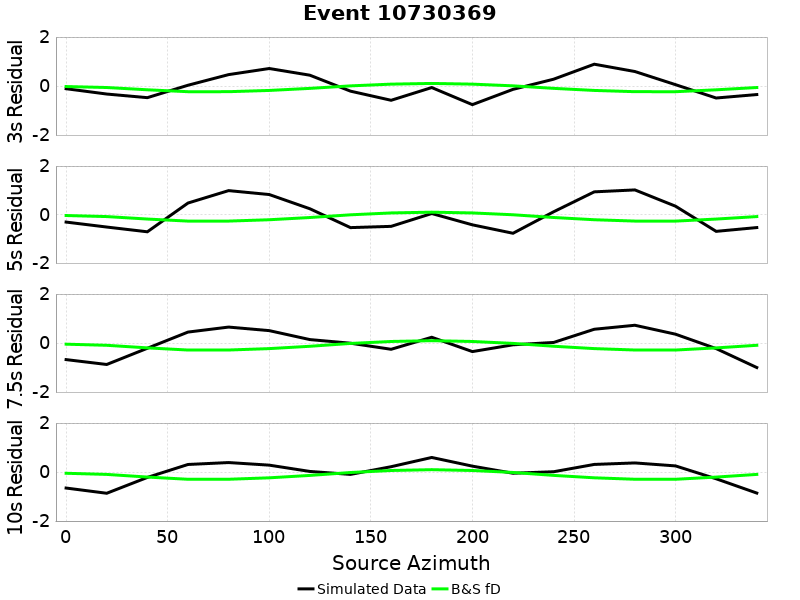 Event 10730369
3s Residual
2
0
-2
5s Residual
2
0
-2
7.5s Residual
2
0
-2
10s Residual
2
0
-2
0 50 100 150 200 250 300
Source Azimuth
Simulated Data B&S fD